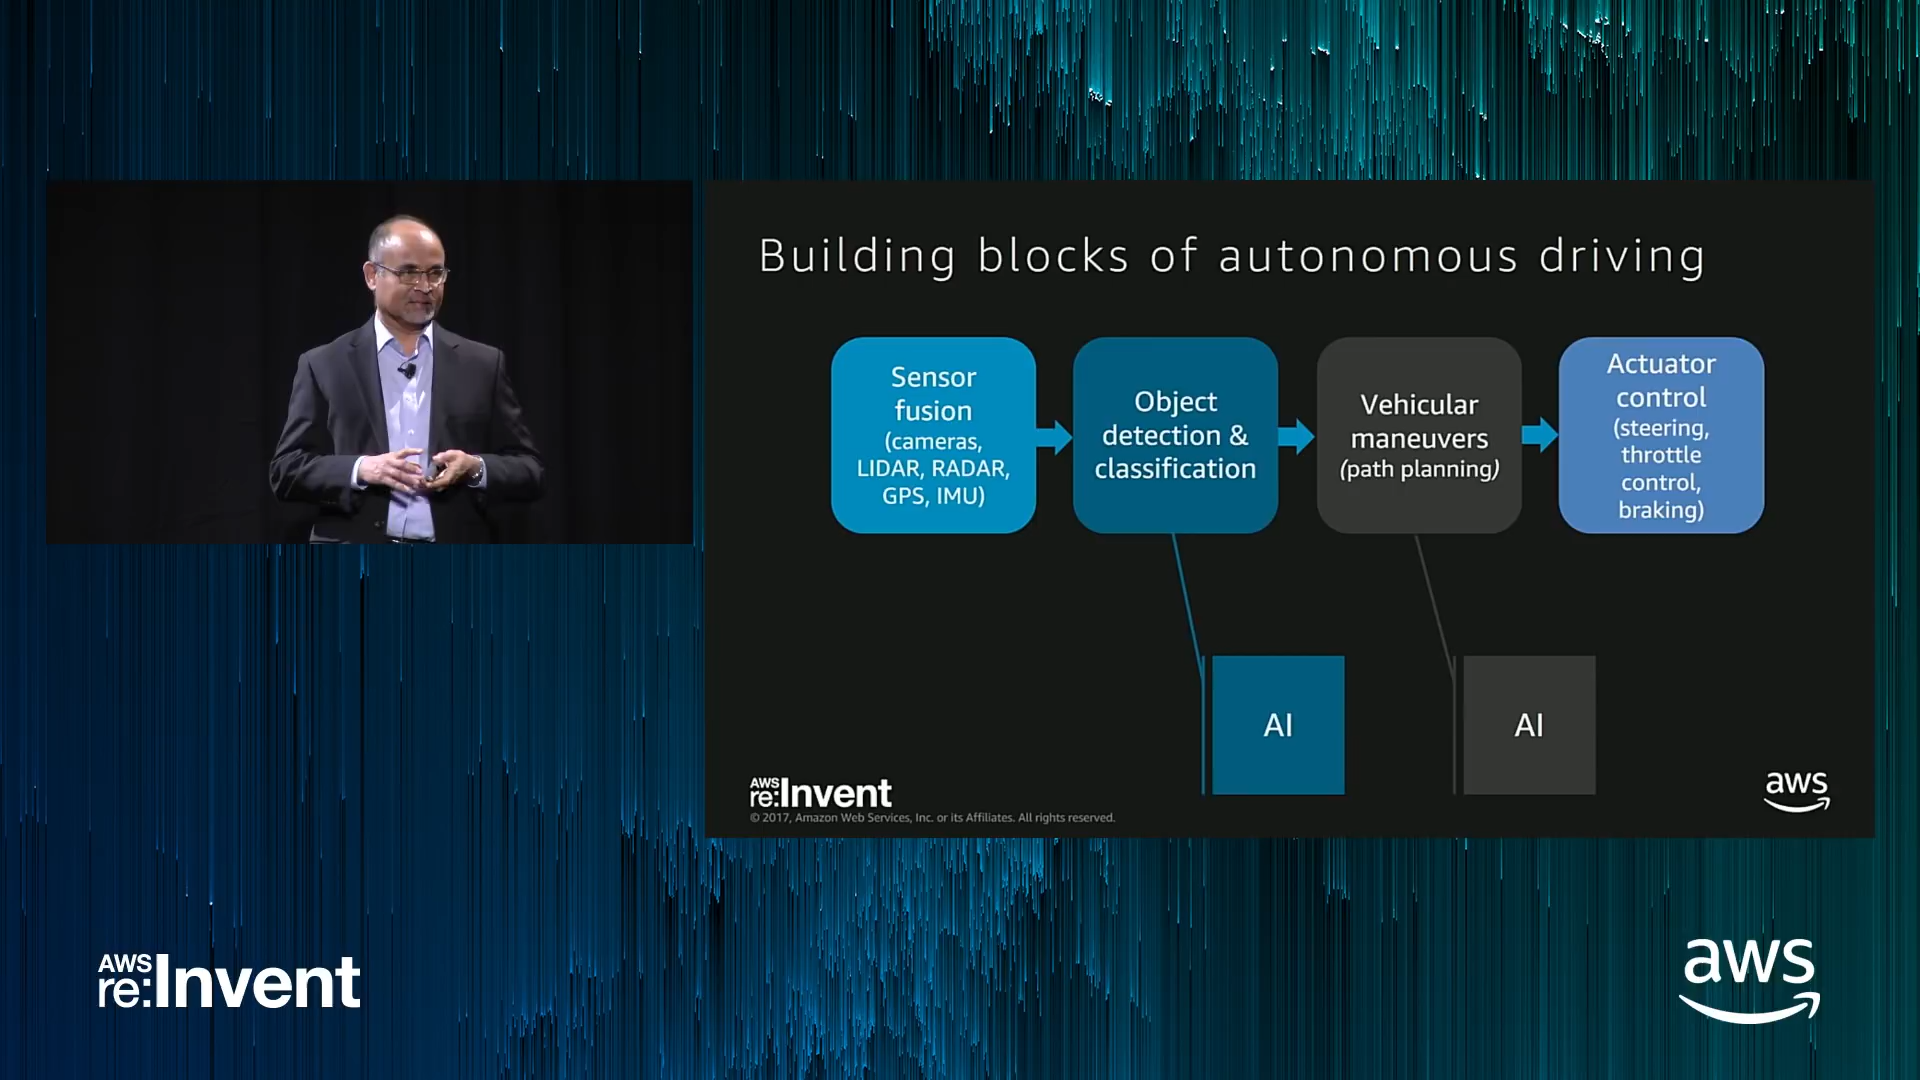 Building blocks of autonomous driving
Sensor
fusion
(cameras,
LIDAR, RADAR,
GPS, IMU)
Object
detection &
classification
Vehicular
maneuvers
(path planning)
Actuator
control
(steering,
throttle
control,
braking)
AI
AI
AWS
re:Invent
© 2017, Amazon Web Services, Inc. or its Affiliates. All rights reserved.
aws
AWS
re:Invent
aws